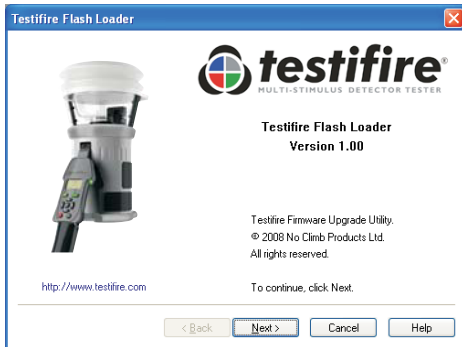 Testifire Flash Loader
testifire®
MULTI-STIMULUS DETECTOR TESTER
Testifire Flash Loader
Version 1.00
Testifire Firmware Upgrade Utility.
© 2008 No Climb Products Ltd.
All rights reserved.
http://www.testifire.com
To continue, click Next.
< Back
Next >
Cancel
Help